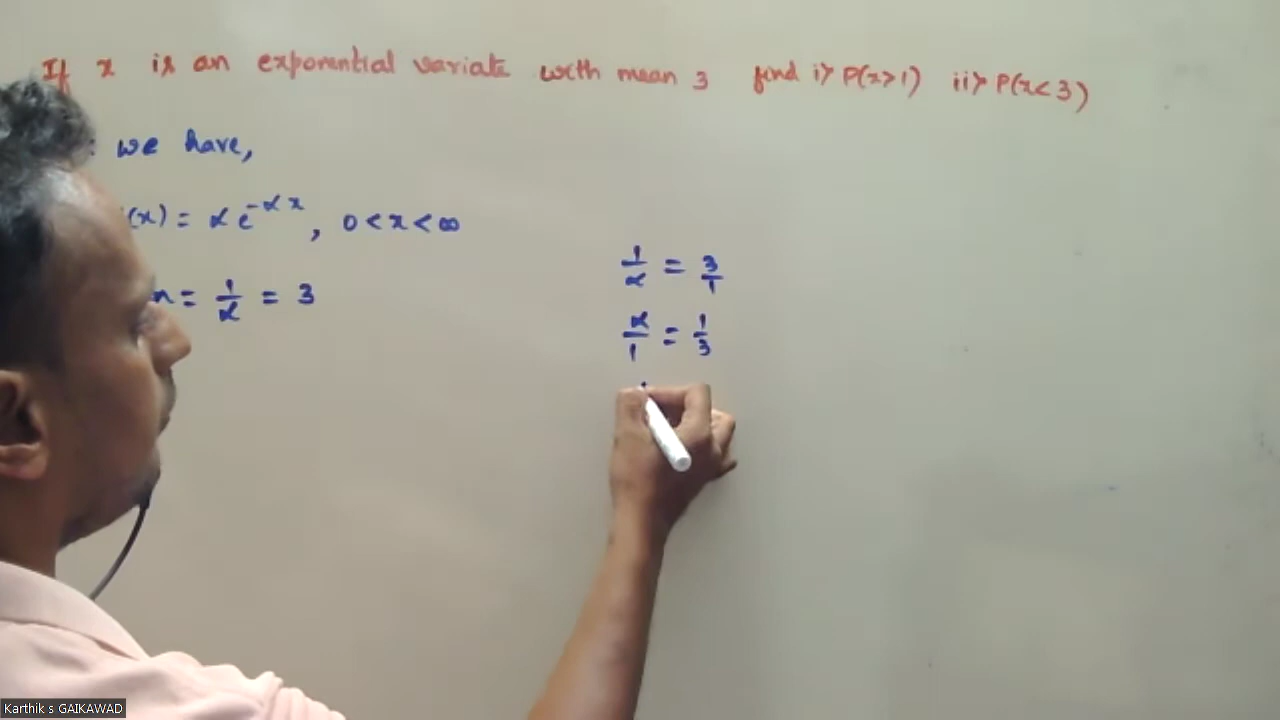 If x is an exponential variate with mean 3 find i> P(x>1) ii> P(x<3)
: we have,
(x) = αe^-αx, 0<x<∞
n = 1/α = 3
1/α = 3/1
α/1 = 1/3
Karthik s GAIKAWAD